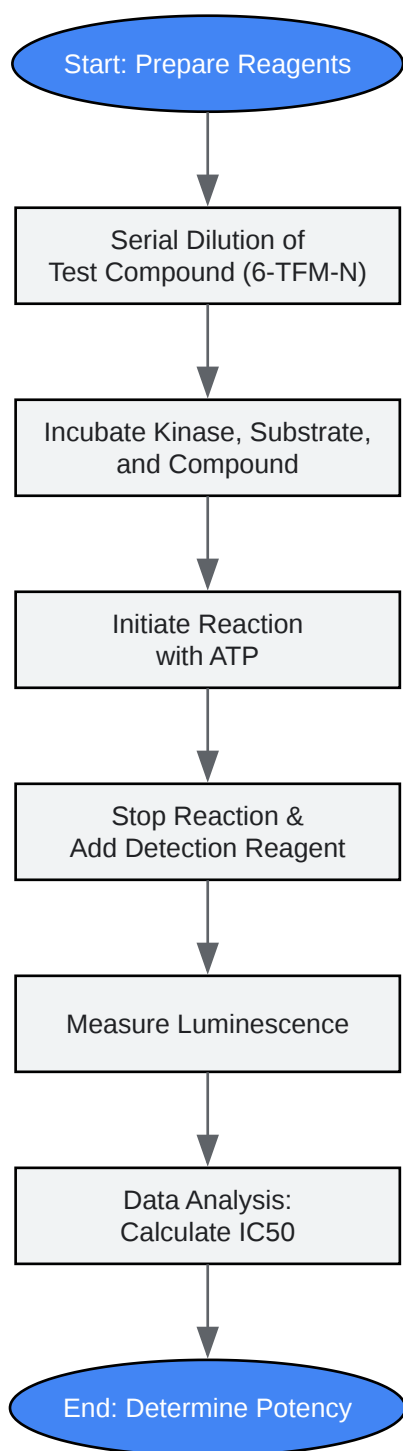 Start: Prepare Reagents
Serial Dilution of
Test Compound (6-TFM-N)
Incubate Kinase, Substrate,
and Compound
Initiate Reaction
with ATP
Stop Reaction &
Add Detection Reagent
Measure Luminescence
Data Analysis:
Calculate IC50
End: Determine Potency